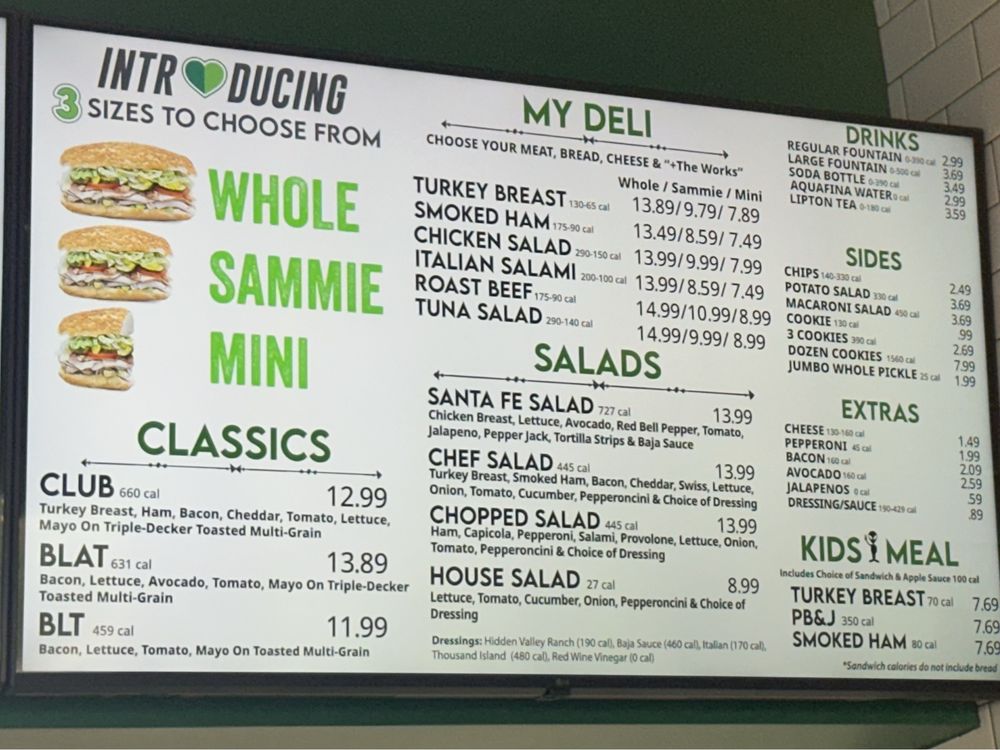 INTRODUCING
3 SIZES TO CHOOSE FROM
WHOLE
SAMMIE
MINI
CLASSICS
CLUB 660 cal 12.99
Turkey Breast, Ham, Bacon, Cheddar, Tomato, Lettuce,
Mayo On Triple-Decker Toasted Multi-Grain
BLAT 631 cal 13.89
Bacon, Lettuce, Avocado, Tomato, Mayo On Triple-Decker
Toasted Multi-Grain
BLT 459 cal 11.99
Bacon, Lettuce, Tomato, Mayo On Toasted Multi-Grain
MY DELI
CHOOSE YOUR MEAT, BREAD, CHEESE & "+The Works"
Whole / Sammie / Mini
TURKEY BREAST 130-65 cal 13.89/9.79/ 7.89
SMOKED HAM 175-90 cal 13.49/8.59/ 7.49
CHICKEN SALAD 290-150 cal 13.99/9.99/ 7.99
ITALIAN SALAMI 200-100 cal 13.99/8.59/ 7.49
ROAST BEEF 175-90 cal 14.99/10.99/8.99
TUNA SALAD 290-140 cal 14.99/9.99/ 8.99
SALADS
SANTA FE SALAD 727 cal 13.99
Chicken Breast, Lettuce, Avocado, Red Bell Pepper, Tomato,
Jalapeno, Pepper Jack, Tortilla Strips & Baja Sauce
CHEF SALAD 445 cal 13.99
Turkey Breast, Smoked Ham, Bacon, Cheddar, Swiss, Lettuce,
Onion, Tomato, Cucumber, Pepperoncini & Choice of Dressing
CHOPPED SALAD 445 cal 13.99
Ham, Capicola, Pepperoni, Salami, Provolone, Lettuce, Onion,
Tomato, Pepperoncini & Choice of Dressing
HOUSE SALAD 27 cal 8.99
Lettuce, Tomato, Cucumber, Onion, Pepperoncini & Choice of
Dressing
Dressings: Hidden Valley Ranch (190 cal), Baja Sauce (460 cal), Italian (170 cal),
Thousand Island (480 cal), Red Wine Vinegar (0 cal)
DRINKS
REGULAR FOUNTAIN 0-390 cal 2.99
LARGE FOUNTAIN 0-500 cal 3.69
SODA BOTTLE 0-390 cal 3.49
AQUAFINA WATER 0 cal 2.99
LIPTON TEA 0-180 cal 3.59
SIDES
CHIPS 140-330 cal 2.49
POTATO SALAD 330 cal 3.69
MACARONI SALAD 450 cal 3.69
COOKIE 130 cal .99
3 COOKIES 390 cal 2.69
DOZEN COOKIES 1560 cal 7.99
JUMBO WHOLE PICKLE 25 cal 1.99
EXTRAS
CHEESE 130-160 cal 1.49
PEPPERONI 45 cal 1.99
BACON 160 cal 2.09
AVOCADO 160 cal 2.59
JALAPENOS 0 cal .59
DRESSING/SAUCE 190-429 cal .89
KIDS MEAL
Includes Choice of Sandwich & Apple Sauce 100 cal
TURKEY BREAST 70 cal 7.69
PB&J 350 cal 7.69
SMOKED HAM 80 cal 7.69
*Sandwich calories do not include bread